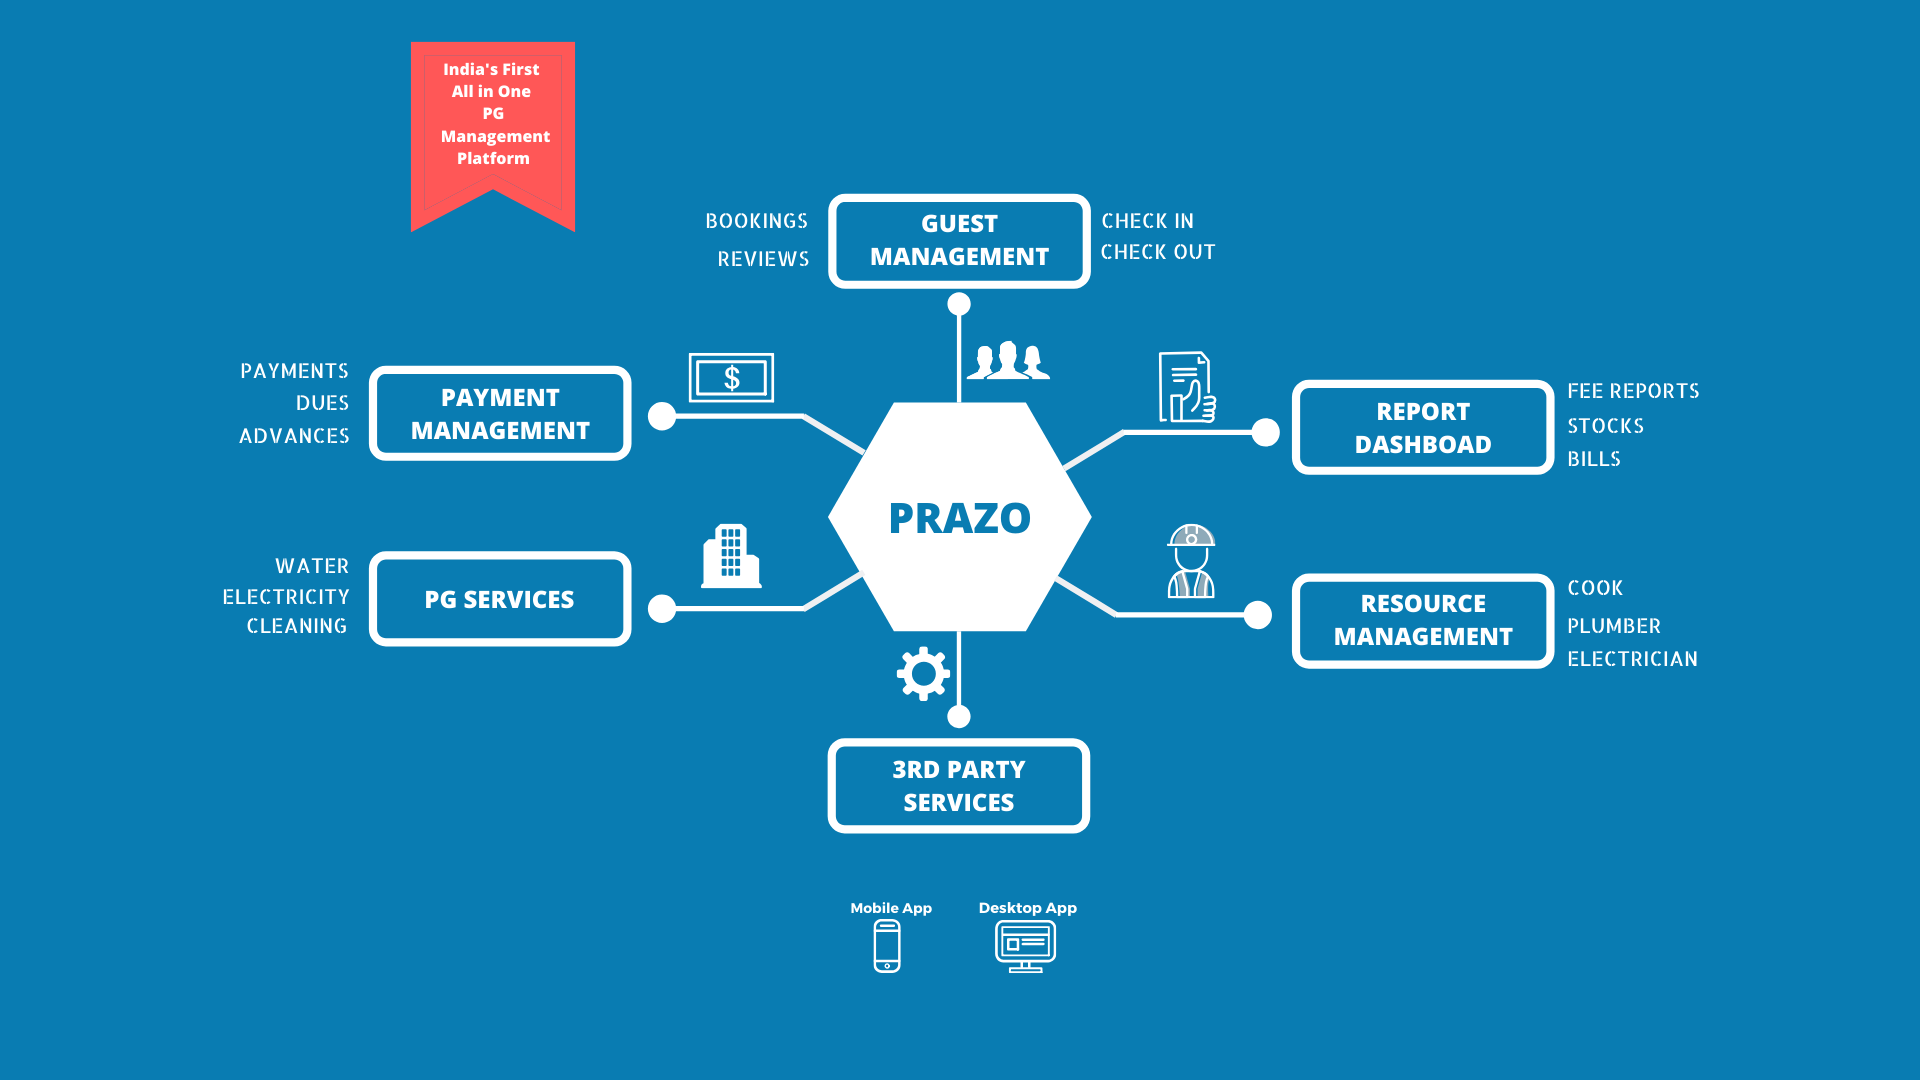 India's First
All in One
PG
Management
Platform
BOOKINGS
REVIEWS
GUEST
MANAGEMENT
CHECK IN
CHECK OUT
PAYMENTS
DUES
ADVANCES
PAYMENT
MANAGEMENT
$
REPORT
DASHBOAD
FEE REPORTS
STOCKS
BILLS
PRAZO
WATER
ELECTRICITY
CLEANING
PG SERVICES
RESOURCE
MANAGEMENT
COOK
PLUMBER
ELECTRICIAN
3RD PARTY
SERVICES
Mobile App
Desktop App